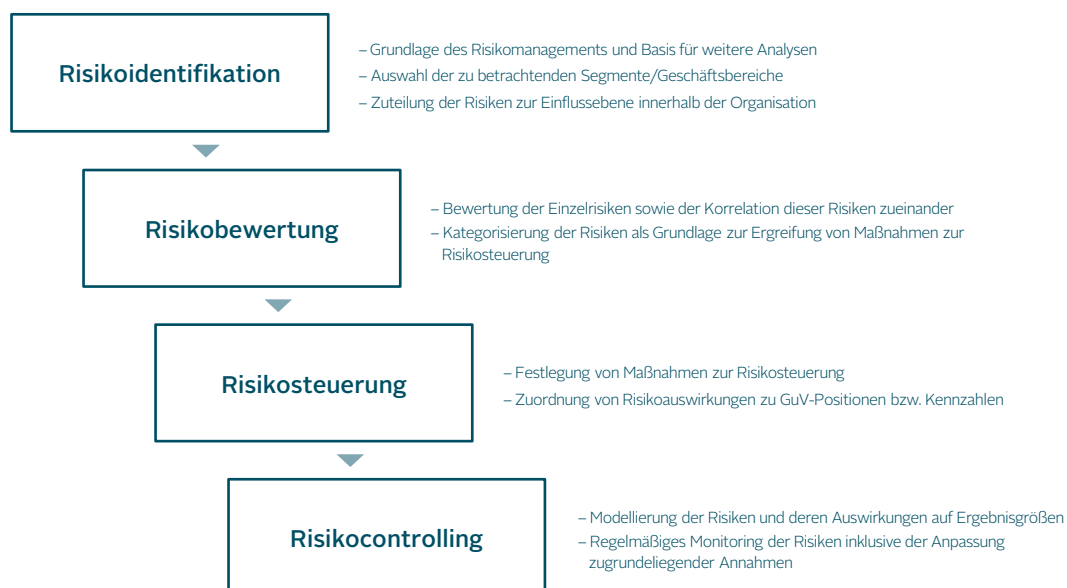 Risikoidentifikation
– Grundlage des Risikomanagements und Basis für weitere Analysen
– Auswahl der zu betrachtenden Segmente/Geschäftsbereiche
– Zuteilung der Risiken zur Einflussebene innerhalb der Organisation
Risikobewertung
– Bewertung der Einzelrisiken sowie der Korrelation dieser Risiken zueinander
– Kategorisierung der Risiken als Grundlage zur Ergreifung von Maßnahmen zur
Risikosteuerung
Risikosteuerung
– Festlegung von Maßnahmen zur Risikosteuerung
– Zuordnung von Risikoauswirkungen zu GuV-Positionen bzw. Kennzahlen
Risikocontrolling
– Modellierung der Risiken und deren Auswirkungen auf Ergebnisgrößen
– Regelmäßiges Monitoring der Risiken inklusive der Anpassung
zugrundeliegender Annahmen